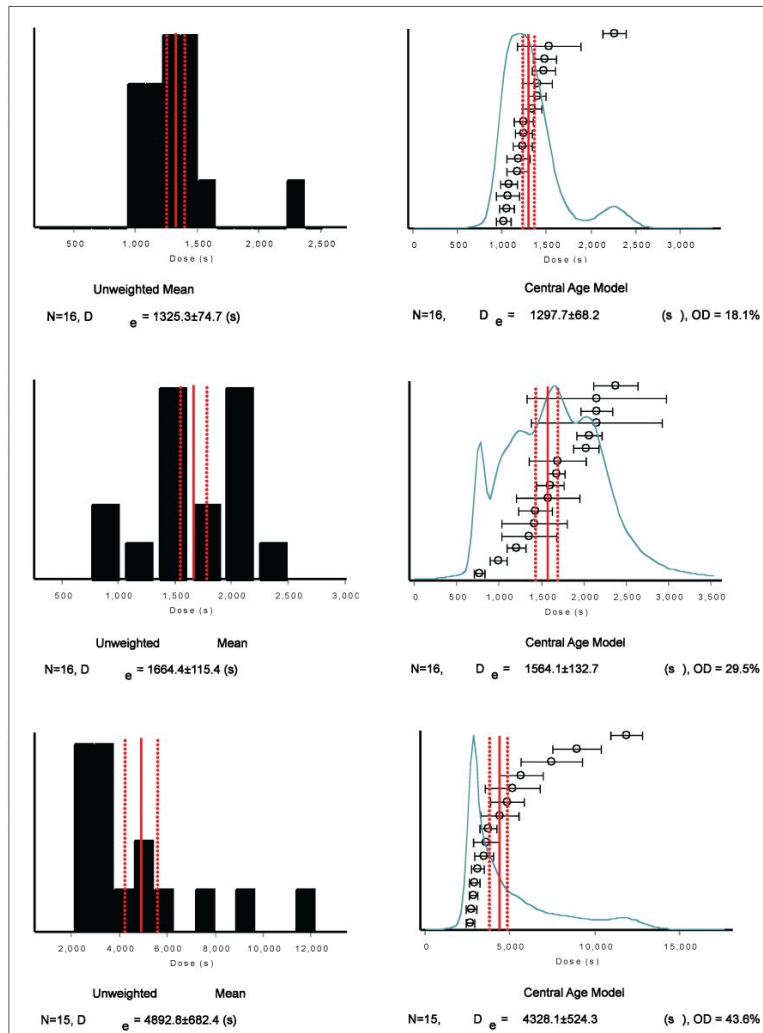 500 1,000 1,500 2,000 2,500
Dose (s)
Unweighted Mean
N=16, D e = 1325.3±74.7 (s)
0 500 1,000 1,500 2,000 2,500 3,000
Dose (s)
Central Age Model
N=16, D e = 1297.7±68.2 (s ), OD = 18.1%
500 1,000 1,500 2,000 2,500 3,000
Dose (s)
Unweighted Mean
N=16, D e = 1664.4±115.4 (s)
0 500 1,000 1,500 2,000 2,500 3,000 3,500
Dose (s)
Central Age Model
N=16, D e = 1564.1±132.7 (s ), OD = 29.5%
2,000 4,000 6,000 8,000 10,000 12,000
Dose (s)
Unweighted Mean
N=15, D e = 4892.8±682.4 (s)
0 5,000 10,000 15,000
Dose (s)
Central Age Model
N=15, D e = 4328.1±524.3 (s ), OD = 43.6%